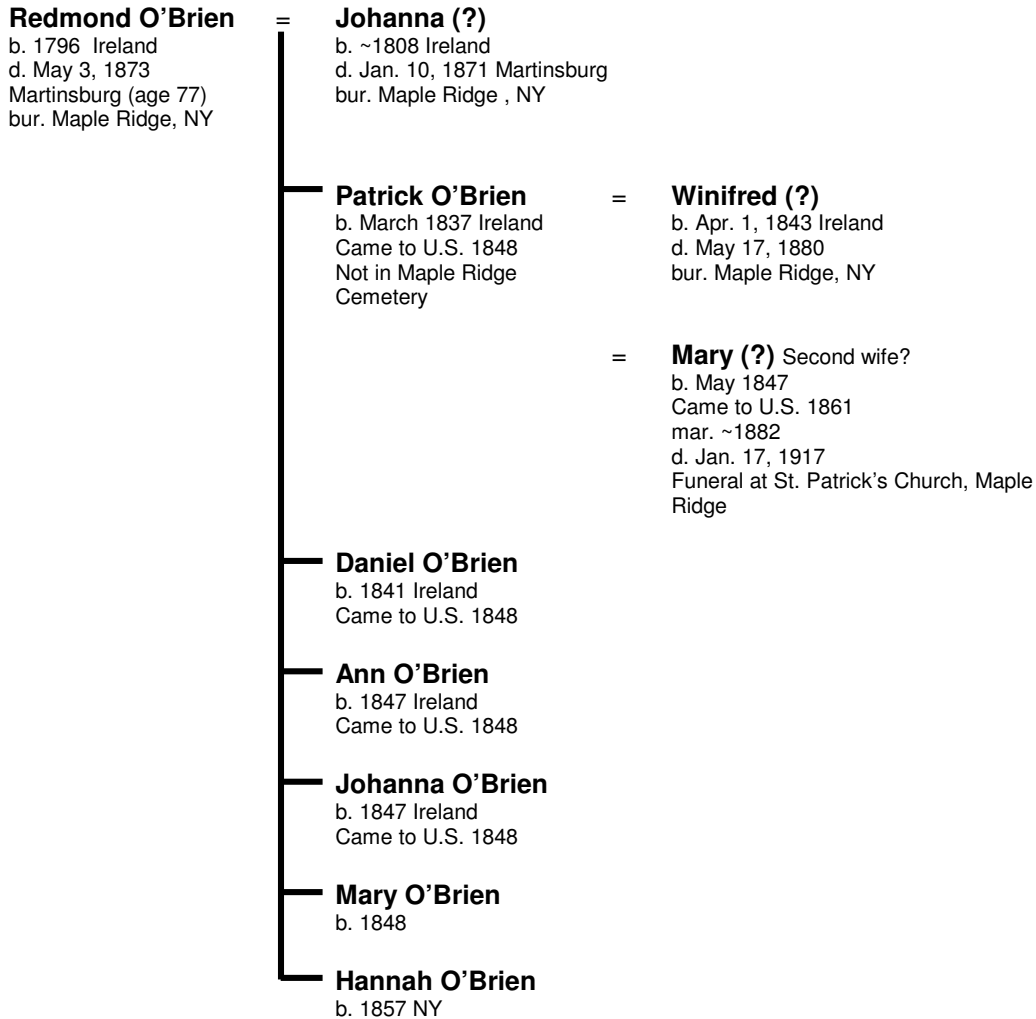 Redmond O'Brien = Johanna (?)
b. 1796 Ireland
d. May 3, 1873
Martinsburg (age 77)
bur. Maple Ridge, NY
b. ~1808 Ireland
d. Jan. 10, 1871 Martinsburg
bur. Maple Ridge , NY
Patrick O'Brien = Winifred (?)
b. March 1837 Ireland
Came to U.S. 1848
Not in Maple Ridge
Cemetery
b. Apr. 1, 1843 Ireland
d. May 17, 1880
bur. Maple Ridge, NY
= Mary (?) Second wife?
b. May 1847
Came to U.S. 1861
mar. ~1882
d. Jan. 17, 1917
Funeral at St. Patrick's Church, Maple
Ridge
Daniel O'Brien
b. 1841 Ireland
Came to U.S. 1848
Ann O'Brien
b. 1847 Ireland
Came to U.S. 1848
Johanna O'Brien
b. 1847 Ireland
Came to U.S. 1848
Mary O'Brien
b. 1848
Hannah O'Brien
b. 1857 NY